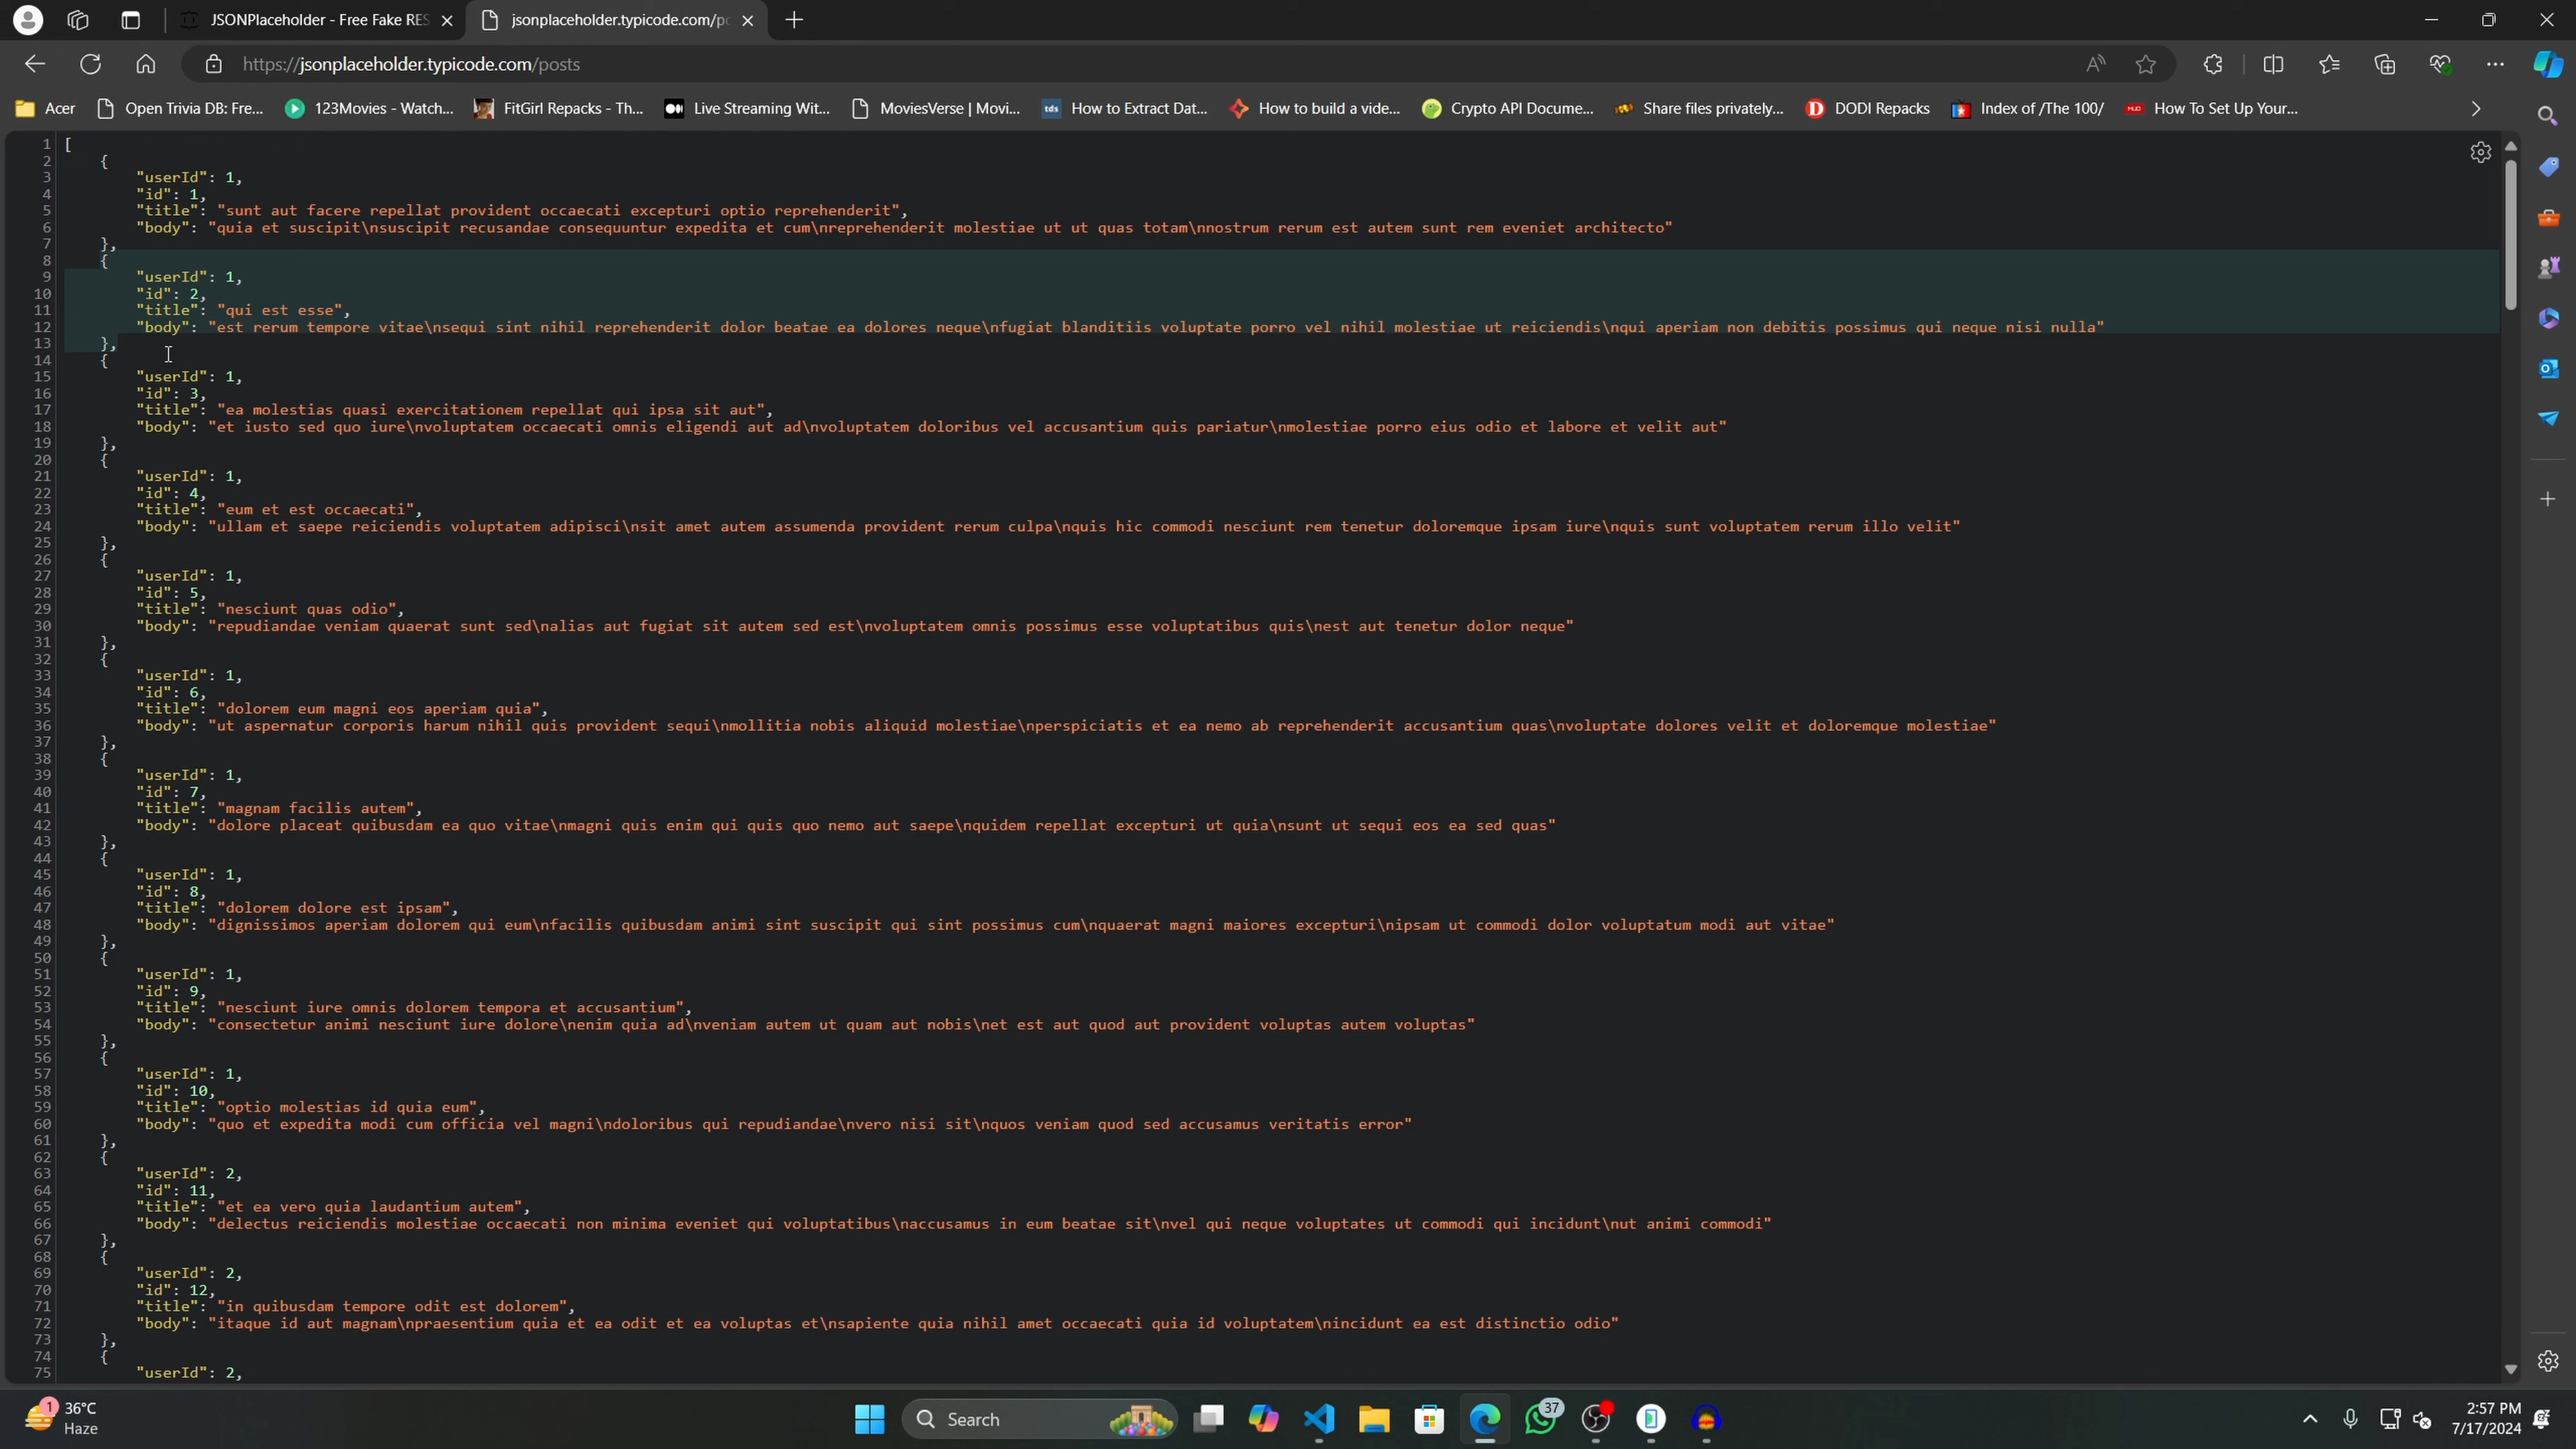 JSONPlaceholder - Free Fake RES
jsonplaceholder.typicode.com/po
https://jsonplaceholder.typicode.com/posts
Acer
Open Trivia DB: Fre...
123Movies - Watch...
FitGirl Repacks - Th...
Live Streaming Wit...
MoviesVerse | Movi...
How to Extract Dat...
How to build a vide...
Crypto API Docume...
Share files privately...
DODI Repacks
Index of /The 100/
How To Set Up Your...
1 [
2 {
3 "userId": 1,
4 "id": 1,
5 "title": "sunt aut facere repellat provident occaecati excepturi optio reprehenderit",
6 "body": "quia et suscipit\nsuscipit recusandae consequuntur expedita et cum\nreprehenderit molestiae ut ut quas totam\nnostrum rerum est autem sunt rem eveniet architecto"
7 },
8 {
9 "userId": 1,
10 "id": 2,
11 "title": "qui est esse",
12 "body": "est rerum tempore vitae\nsequi sint nihil reprehenderit dolor beatae ea dolores neque\nfugiat blanditiis voluptate porro vel nihil molestiae ut reiciendis\nqui aperiam non debitis possimus qui neque nisi nulla"
13 },
14 {
15 "userId": 1,
16 "id": 3,
17 "title": "ea molestias quasi exercitationem repellat qui ipsa sit aut",
18 "body": "et iusto sed quo iure\nvoluptatem occaecati omnis eligendi aut ad\nvoluptatem doloribus vel accusantium quis pariatur\nmolestiae porro eius odio et labore et velit aut"
19 },
20 {
21 "userId": 1,
22 "id": 4,
23 "title": "eum et est occaecati",
24 "body": "ullam et saepe reiciendis voluptatem adipisci\nsit amet autem assumenda provident rerum culpa\nquis hic commodi nesciunt rem tenetur doloremque ipsam iure\nquis sunt voluptatem rerum illo velit"
25 },
26 {
27 "userId": 1,
28 "id": 5,
29 "title": "nesciunt quas odio",
30 "body": "repudiandae veniam quaerat sunt sed\nalias aut fugiat sit autem sed est\nvoluptatem omnis possimus esse voluptatibus quis\nest aut tenetur dolor neque"
31 },
32 {
33 "userId": 1,
34 "id": 6,
35 "title": "dolorem eum magni eos aperiam quia",
36 "body": "ut aspernatur corporis harum nihil quis provident sequi\nmollitia nobis aliquid molestiae\nperspiciatis et ea nemo ab reprehenderit accusantium quas\nvoluptate dolores velit et doloremque molestiae"
37 },
38 {
39 "userId": 1,
40 "id": 7,
41 "title": "magnam facilis autem",
42 "body": "dolore placeat quibusdam ea quo vitae\nmagni quis enim qui quis quo nemo aut saepe\nquidem repellat excepturi ut quia\nsunt ut sequi eos ea sed quas"
43 },
44 {
45 "userId": 1,
46 "id": 8,
47 "title": "dolorem dolore est ipsam",
48 "body": "dignissimos aperiam dolorem qui eum\nfacilis quibusdam animi sint suscipit qui sint possimus cum\nquaerat magni maiores excepturi\nipsam ut commodi dolor voluptatum modi aut vitae"
49 },
50 {
51 "userId": 1,
52 "id": 9,
53 "title": "nesciunt iure omnis dolorem tempora et accusantium",
54 "body": "consectetur animi nesciunt iure dolore\nenim quia ad\nveniam autem ut quam aut nobis\net est aut quod aut provident voluptas autem voluptas"
55 },
56 {
57 "userId": 1,
58 "id": 10,
59 "title": "optio molestias id quia eum",
60 "body": "quo et expedita modi cum officia vel magni\ndoloribus qui repudiandae\nvero nisi sit\nquos veniam quod sed accusamus veritatis error"
61 },
62 {
63 "userId": 2,
64 "id": 11,
65 "title": "et ea vero quia laudantium autem",
66 "body": "delectus reiciendis molestiae occaecati non minima eveniet qui voluptatibus\naccusamus in eum beatae sit\nvel qui neque voluptates ut commodi qui incidunt\nut animi commodi"
67 },
68 {
69 "userId": 2,
70 "id": 12,
71 "title": "in quibusdam tempore odit est dolorem",
72 "body": "itaque id aut magnam\npraesentium quia et ea odit et ea voluptas et\nsapiente quia nihil amet occaecati quia id voluptatem\nincidunt ea est distinctio odio"
73 },
74 {
75 "userId": 2,
1
36°C
Haze
Search
37
2:57 PM
7/17/2024